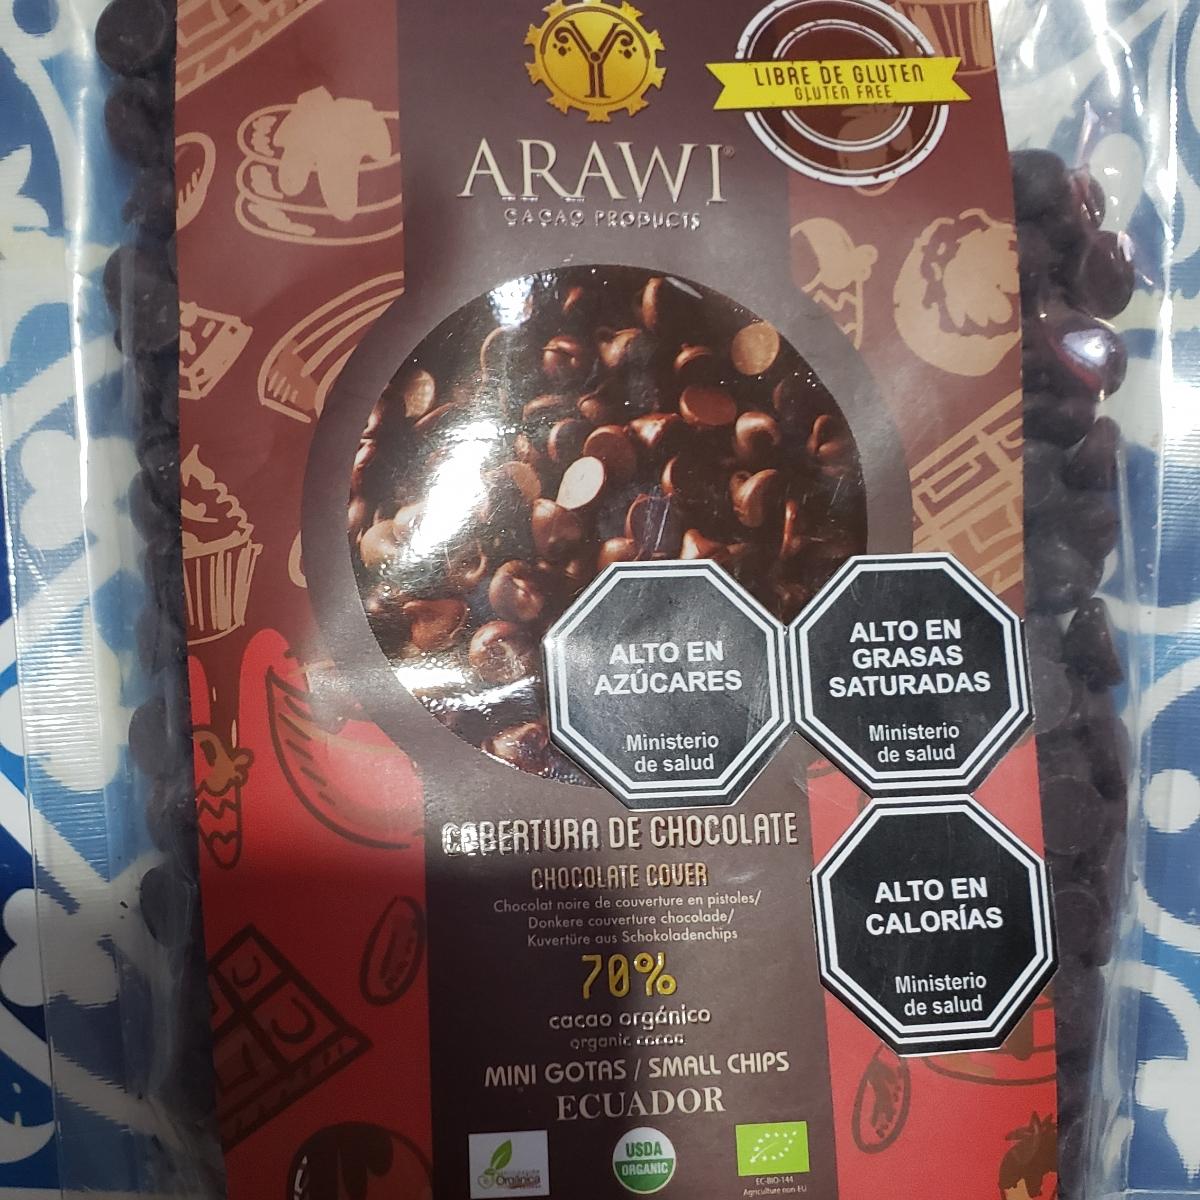 LIBRE DE GLUTEN
GLUTEN FREE
ARAWI®
CACAO PRODUCTS
ALTO EN
AZÚCARES
Ministerio
de salud
ALTO EN
GRASAS
SATURADAS
Ministerio
de salud
COBERTURA DE CHOCOLATE
CHOCOLATE COVER
Chocolat noire de couverture en pistoles/
Donkere couverture chocolade/
Kuvertüre aus Schokoladenchips
ALTO EN
CALORÍAS
Ministerio
de salud
70%
cacao orgánico
organic cocoa
MINI GOTAS / SMALL CHIPS
ECUADOR
Orgánica
USDA
ORGANIC
EC-BIO-144
Agriculture non EU